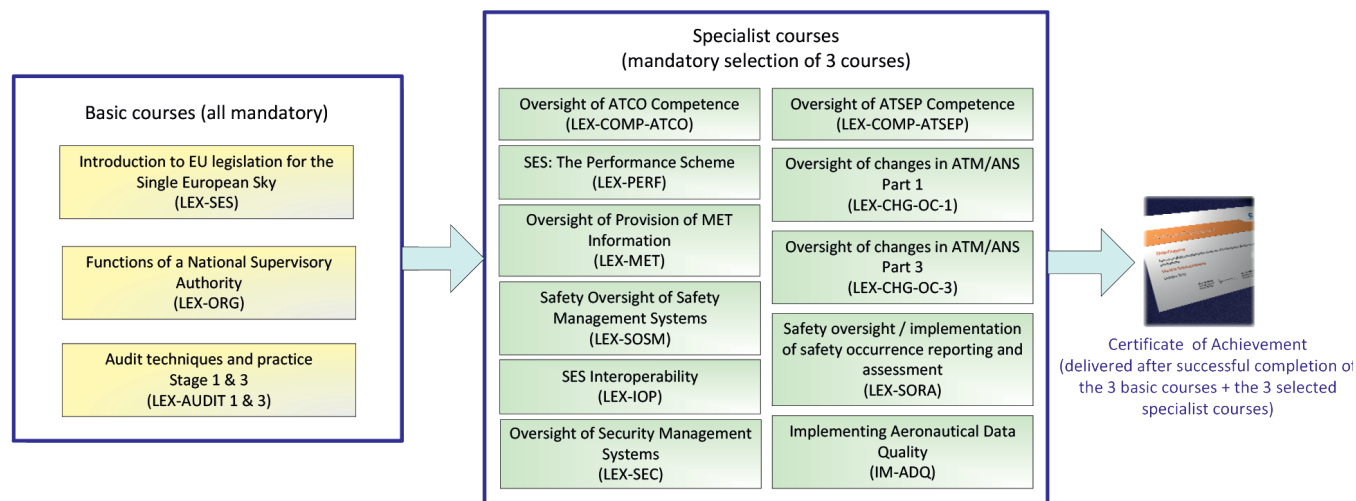 Basic courses (all mandatory)
Introduction to EU legislation for the
Single European Sky
(LEX-SES)
Functions of a National Supervisory
Authority
(LEX-ORG)
Audit techniques and practice
Stage 1 & 3
(LEX-AUDIT 1 & 3)
Specialist courses
(mandatory selection of 3 courses)
Oversight of ATCO Competence
(LEX-COMP-ATCO)
SES: The Performance Scheme
(LEX-PERF)
Oversight of Provision of MET
Information
(LEX-MET)
Safety Oversight of Safety
Management Systems
(LEX-SOSM)
SES Interoperability
(LEX-IOP)
Oversight of Security Management
Systems
(LEX-SEC)
Oversight of ATSEP Competence
(LEX-COMP-ATSEP)
Oversight of changes in ATM/ANS
Part 1
(LEX-CHG-OC-1)
Oversight of changes in ATM/ANS
Part 3
(LEX-CHG-OC-3)
Safety oversight / implementation
of safety occurrence reporting and
assessment
(LEX-SORA)
Implementing Aeronautical Data
Quality
(IM-ADQ)
Certificate of Achievement
(delivered after successful completion of
the 3 basic courses + the 3 selected
specialist courses)